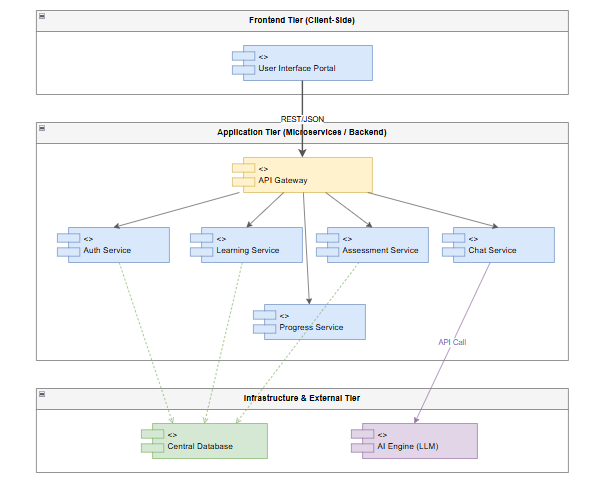 Frontend Tier (Client-Side)
<>
User Interface Portal
REST/JSON
Application Tier (Microservices / Backend)
<>
API Gateway
<>
Auth Service
<>
Learning Service
<>
Assessment Service
<>
Chat Service
<>
Progress Service
API Call
Infrastructure & External Tier
<>
Central Database
<>
AI Engine (LLM)